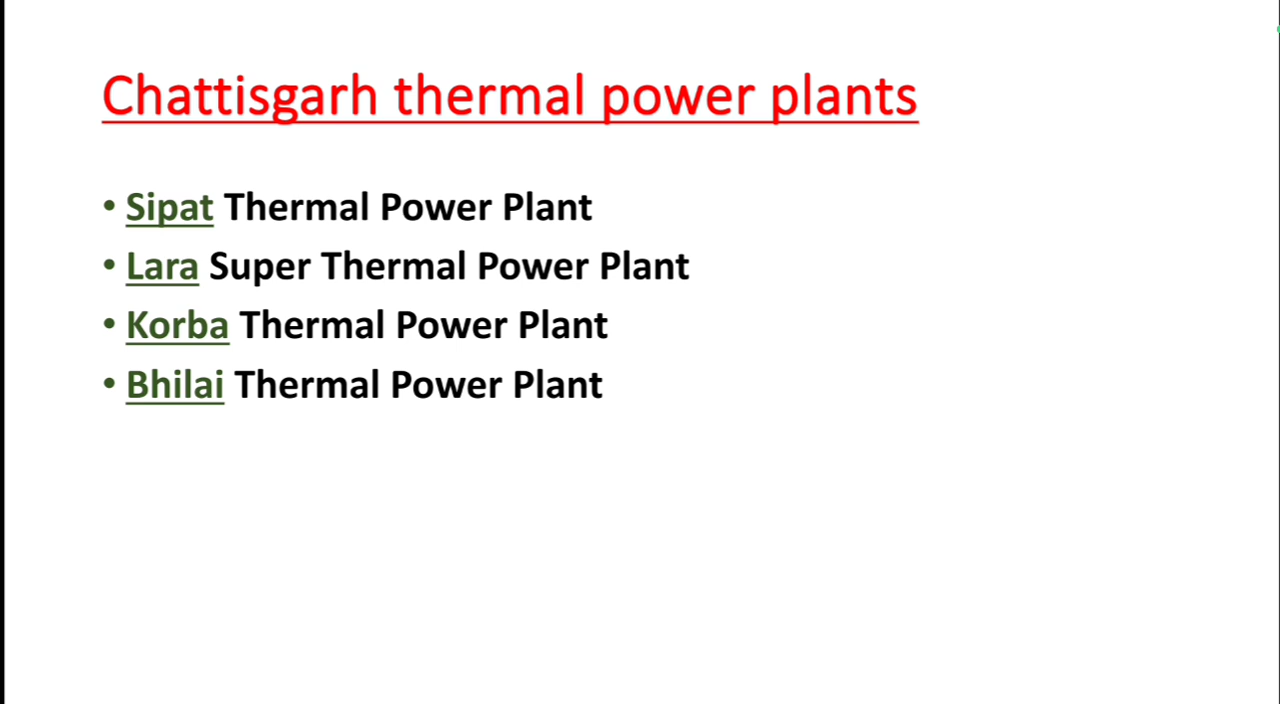 Chattisgarh thermal power plants
• Sipat Thermal Power Plant
• Lara Super Thermal Power Plant
• Korba Thermal Power Plant
• Bhilai Thermal Power Plant